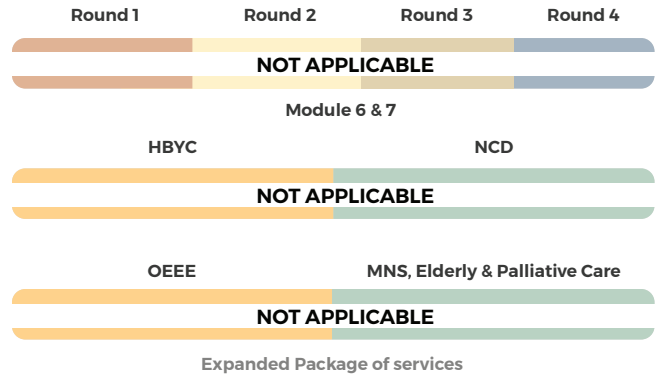 Round 1 Round 2 Round 3 Round 4
NOT APPLICABLE
Module 6 & 7
HBYC NCD
NOT APPLICABLE
OEEE MNS, Elderly & Palliative Care
NOT APPLICABLE
Expanded Package of services